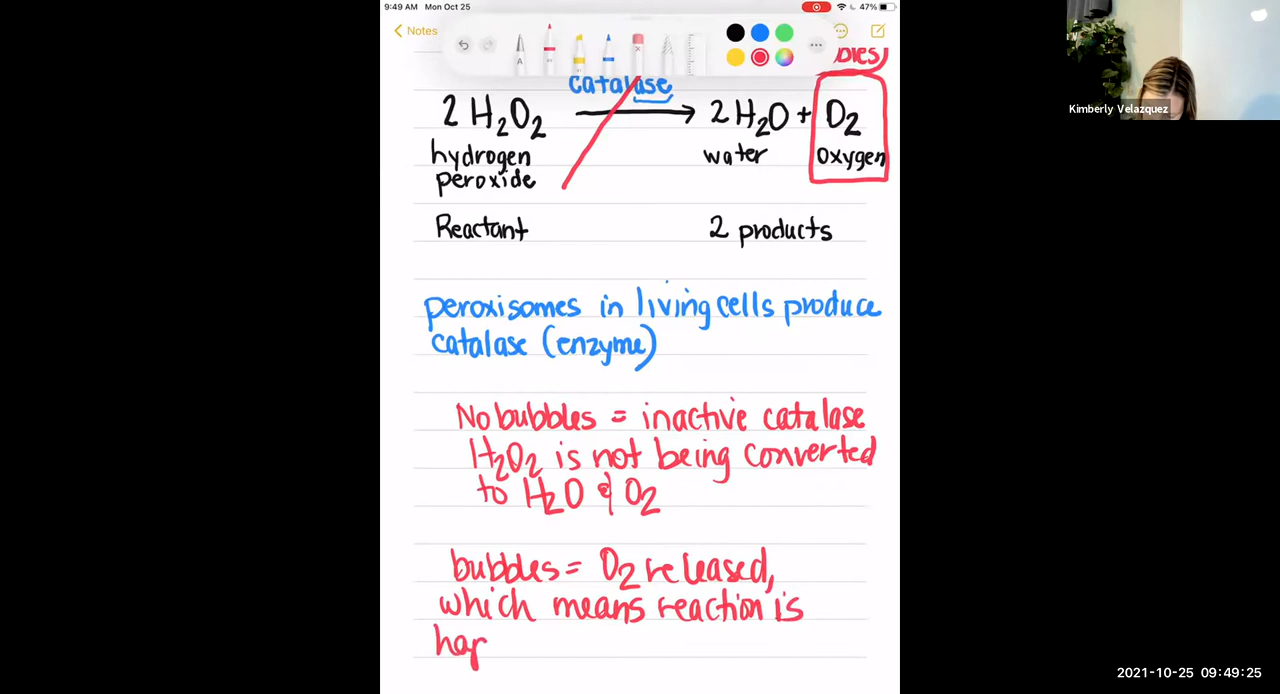 9:49 AM Mon Oct 25
47%
Notes
A
bles)
catalase
2 H₂O₂ → 2 H₂O + O₂
hydrogen peroxide
water
oxygen
Reactant
2 products
peroxisomes in living cells produce
catalase (enzyme)
No bubbles = inactive catalase
H₂O₂ is not being converted
to H₂O & O₂
bubbles = O₂ released,
which means reaction is
hap
Kimberly Velazquez
2021-10-25 09:49:25